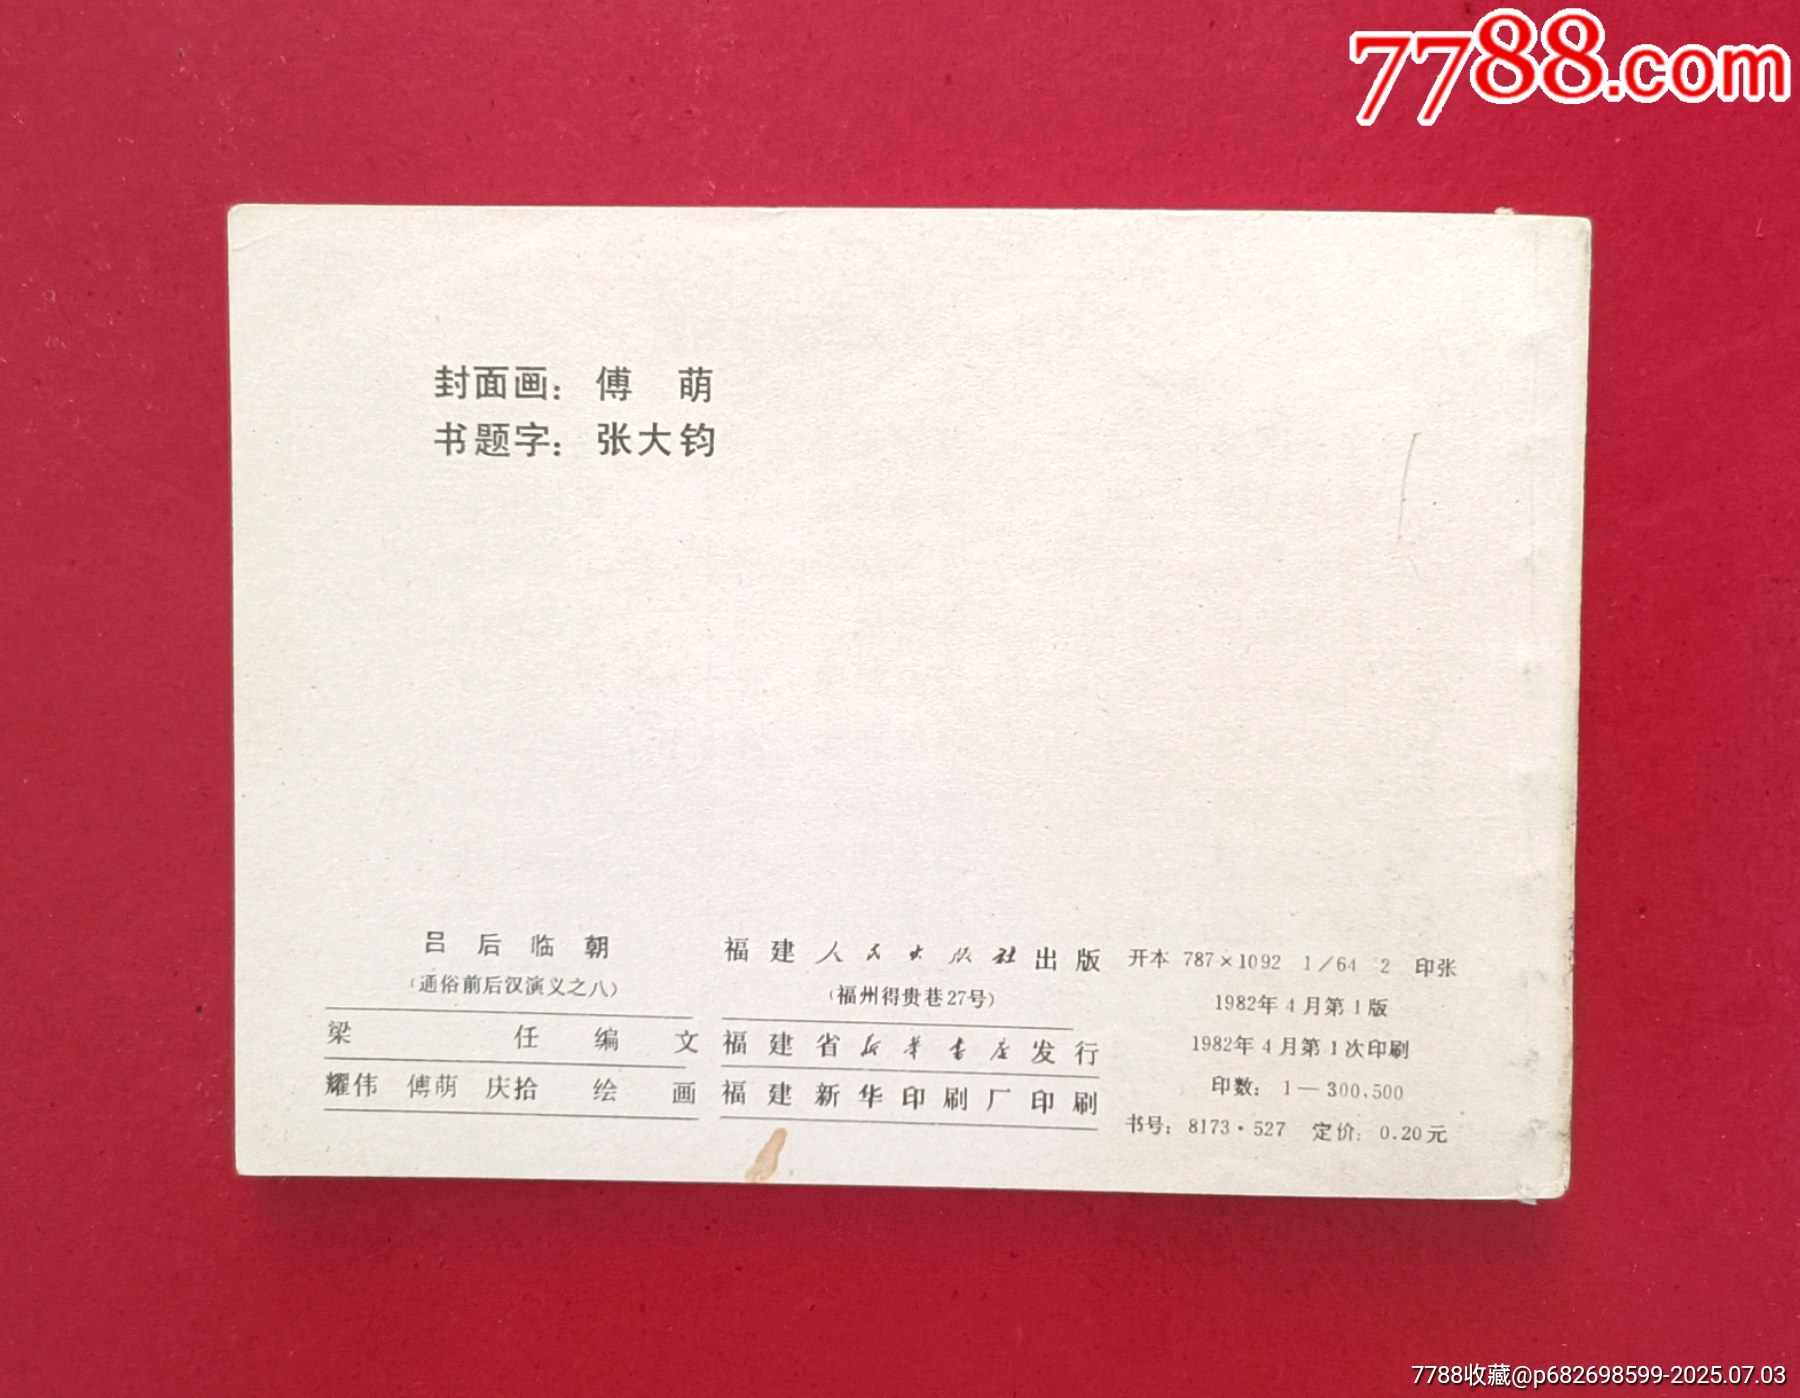 7788.com
封面画：傅 萌
书题字：张大钧
吕后临朝
（通俗前后汉演义之八）
梁 任 编 文
耀伟 傅萌 庆拾 绘 画
福建人民出版社出版
（福州得贵巷27号）
福建省新华书店发行
福建新华印刷厂印刷
开本 787×1092 1/64 2 印张
1982年4月第1版
1982年4月第1次印刷
印数：1—300,500
书号：8173·527 定价：0.20元
7788收藏@p682698599-2025.07.03